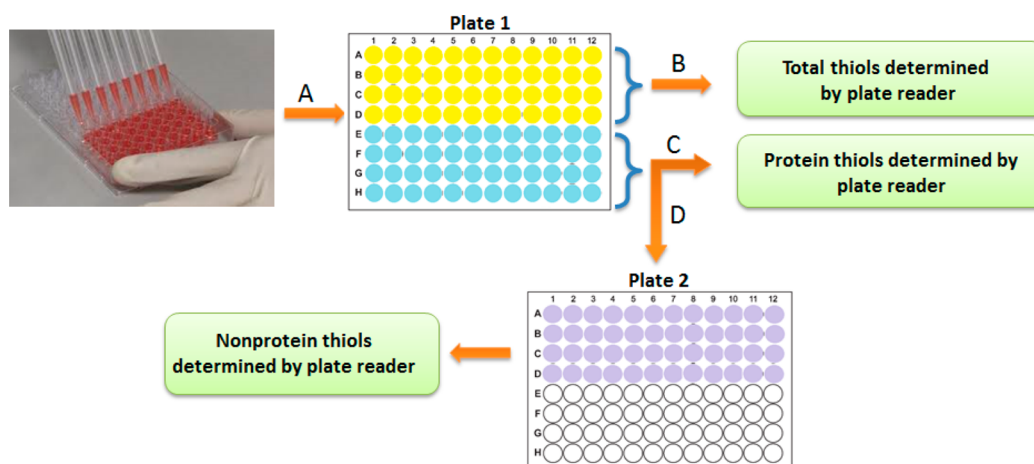 Plate 1
1 2 3 4 5 6 7 8 9 10 11 12
A
B
C
D
E
F
G
H
A
B
Total thiols determined
by plate reader
C
Protein thiols determined by
plate reader
D
Plate 2
1 2 3 4 5 6 7 8 9 10 11 12
A
B
C
D
E
F
G
H
Nonprotein thiols
determined by plate reader